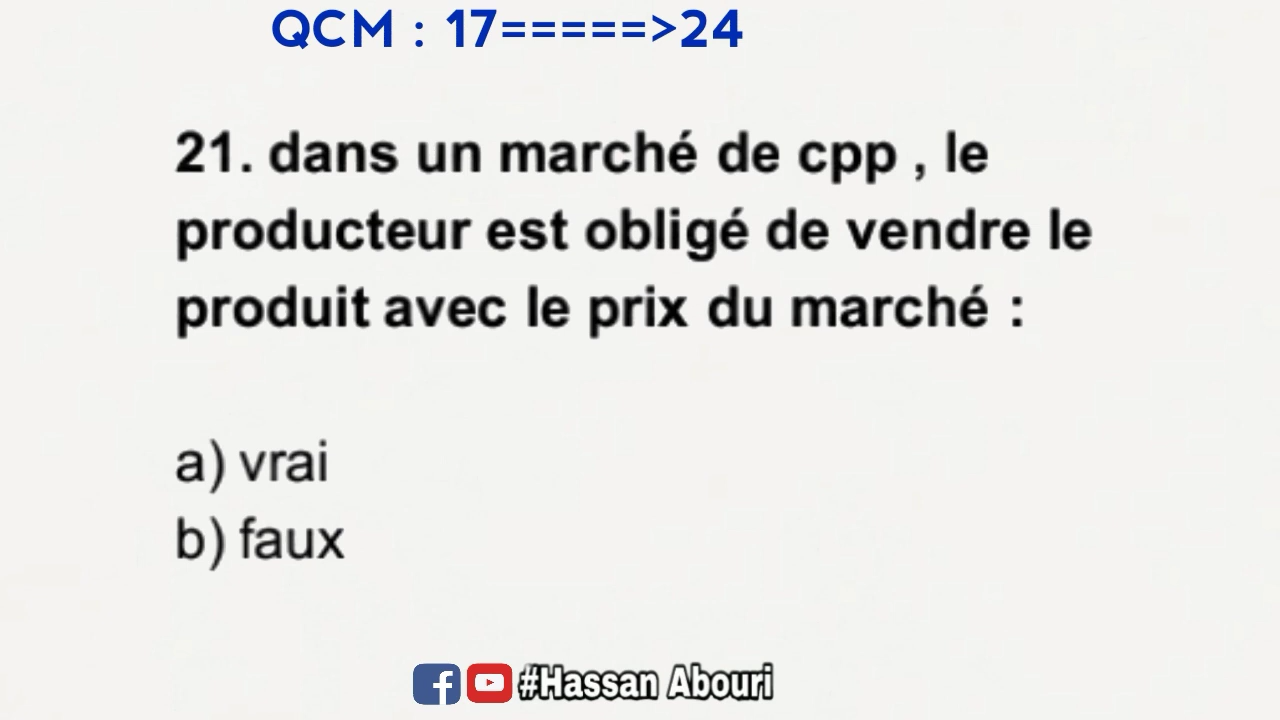 QCM : 17=====>24
21. dans un marché de cpp , le
producteur est obligé de vendre le
produit avec le prix du marché :
a) vrai
b) faux
#Hassan Abouri